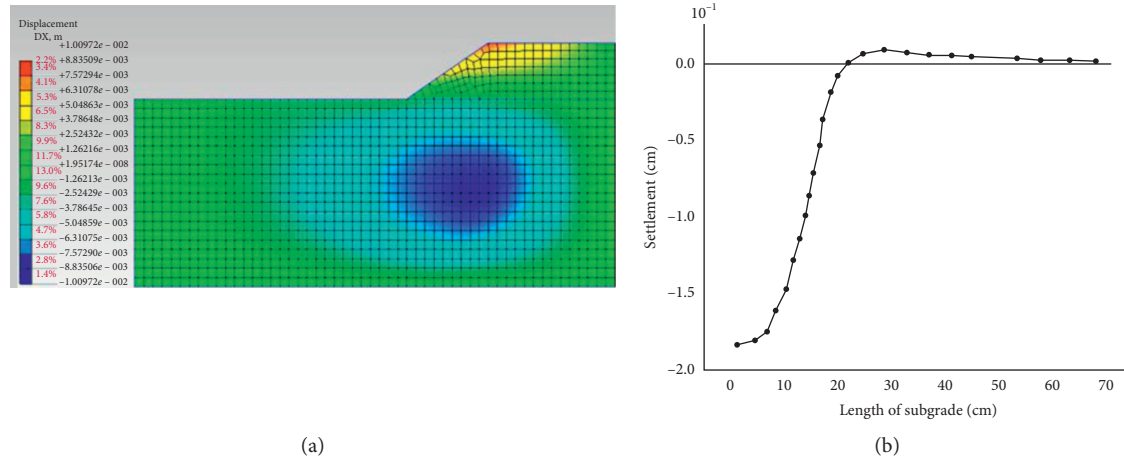 Displacement
DX, m
+1.00972e – 002
2.2%
+8.83509e – 003
3.4%
+7.57294e – 003
4.1%
+6.31078e – 003
5.3%
+5.04863e – 003
6.5%
+3.78648e – 003
8.3%
+2.52432e – 003
9.9%
+1.26216e – 003
11.7%
+1.95174e – 008
13.0%
–1.26213e – 003
9.6%
–2.52429e – 003
7.6%
–3.78645e – 003
5.8%
–5.04859e – 003
4.7%
–6.31075e – 003
3.6%
–7.57290e – 003
2.8%
–8.83506e – 003
1.4%
–1.00972e – 002
(a)
10⁻¹
0.0
–0.5
–1.0
–1.5
–2.0
Settlement (cm)
0 10 20 30 40 50 60 70
Length of subgrade (cm)
(b)